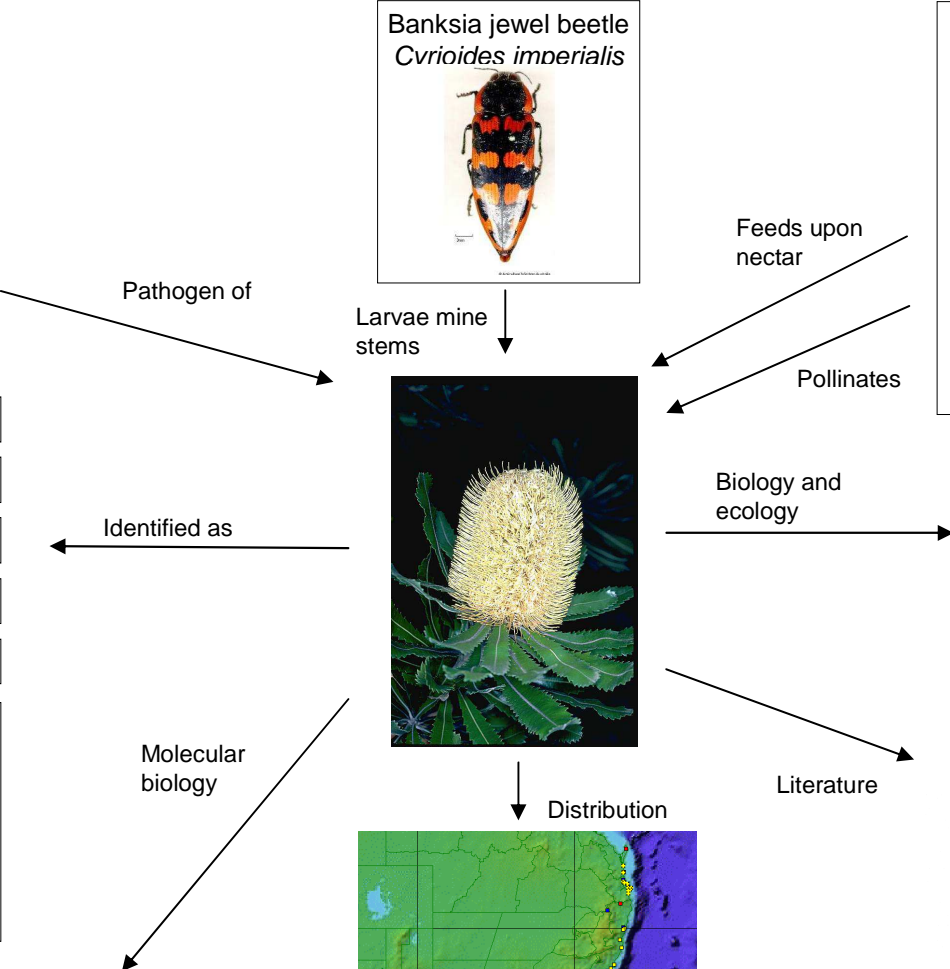 Banksia jewel beetle
Cyrioides imperialis
Feeds upon
nectar
Pathogen of
Larvae mine
stems
Pollinates
Biology and
ecology
Identified as
Molecular
biology
Literature
Distribution